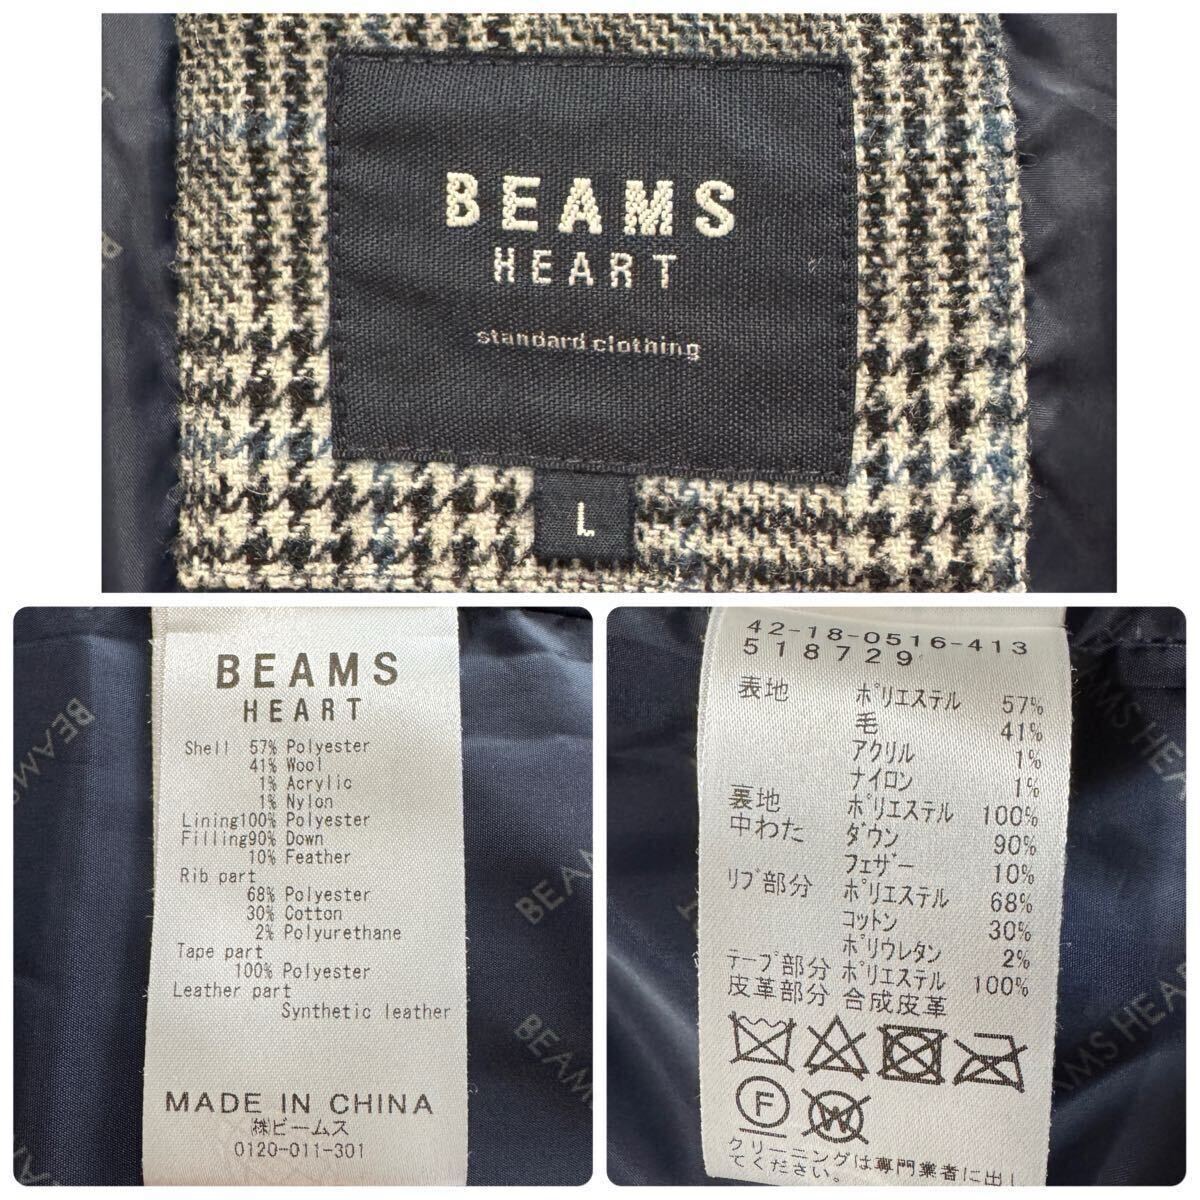 BEAMS
HEART
standard clothing
L
BEAMS
HEART
Shell 57% Polyester
41% Wool
1% Acrylic
1% Nylon
Lining100% Polyester
Filling90% Down
10% Feather
Rib part
68% Polyester
30% Cotton
2% Polyurethane
Tape part
100% Polyester
Leather part
Synthetic leather
MADE IN CHINA
㈱ビームス
0120-011-301
42-18-0516-413
518729
表地 ポリエステル 57%
毛 41%
アクリル 1%
ナイロン 1%
裏地 ポリエステル 100%
中わた ダウン 90%
フェザー 10%
リブ部分 ポリエステル 68%
コットン 30%
ポリウレタン 2%
テープ部分 ポリエステル 100%
皮革部分 合成皮革
F
W
クリーニングは専門業者に出し
てください。
BEAMS
BEAMS
BEAMS
BEAMS HEA
BEAMS HEA